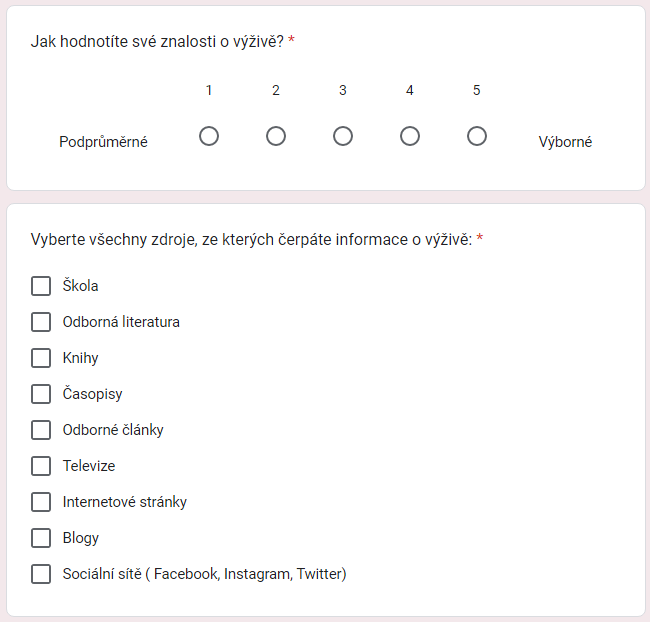 Jak hodnotíte své znalosti o výživě? *
1 2 3 4 5
Podprůměrné Výborné
Vyberte všechny zdroje, ze kterých čerpáte informace o výživě: *
Škola
Odborná literatura
Knihy
Časopisy
Odborné články
Televize
Internetové stránky
Blogy
Sociální sítě ( Facebook, Instagram, Twitter)